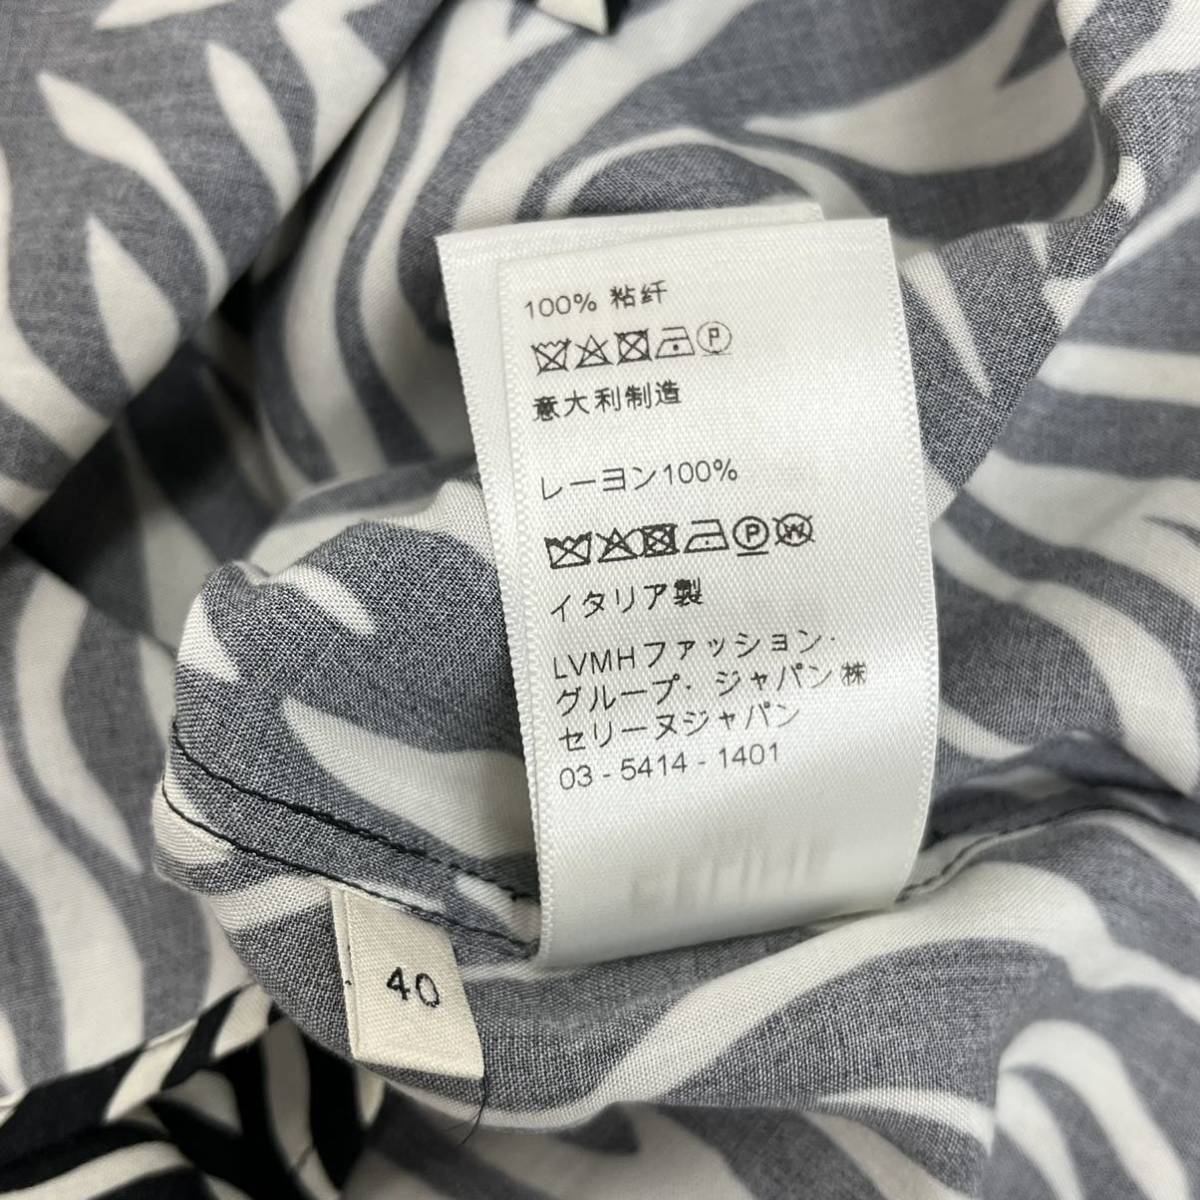 100% 粘纤
P
意大利制造
レーヨン100%
P W
イタリア製
LVMHファッション·
グループ· ジャパン㈱
セリーヌジャパン
03 - 5414 - 1401
40